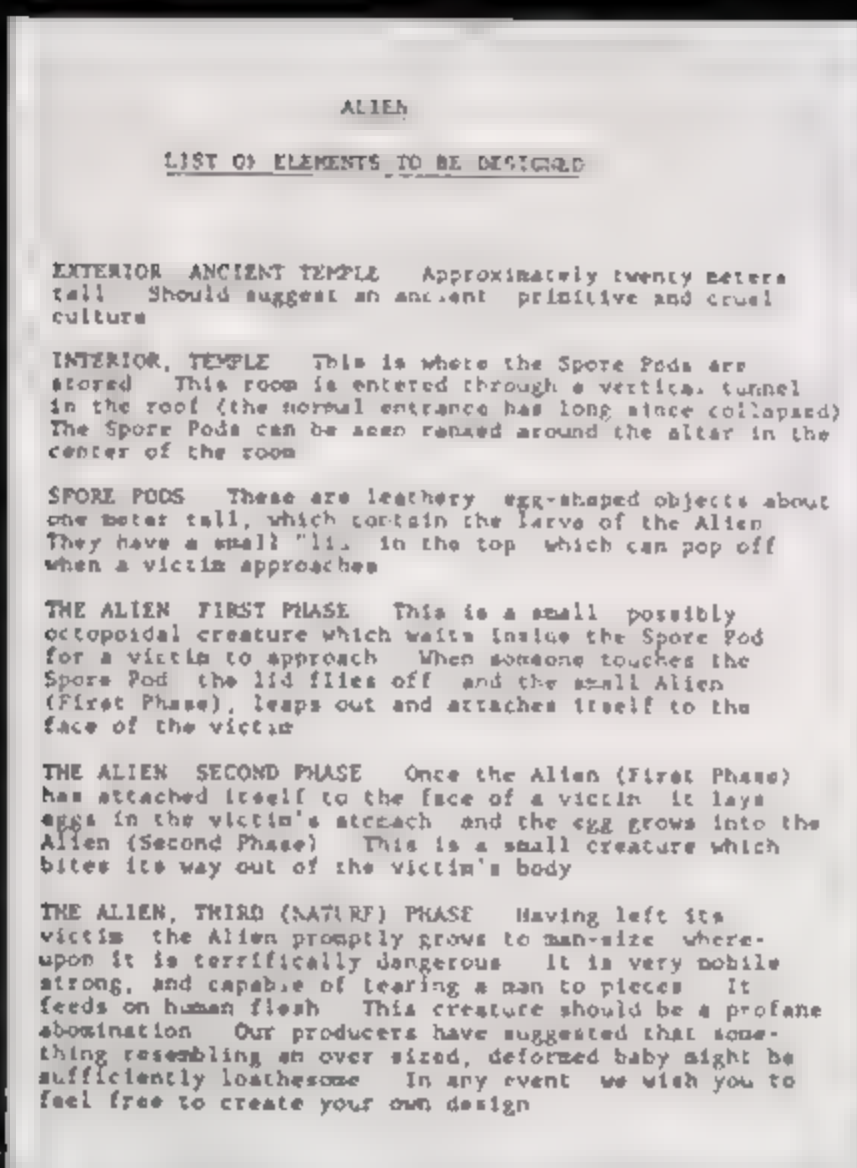 ALIEN
LIST OF ELEMENTS TO BE DESIGNED
EXTERIOR ANCIENT TEMPLE Approximately twenty meters
tall Should suggest an ancient primitive and cruel
culture
INTERIOR, TEMPLE This is where the Spore Pods are
stored This room is entered through a vertical tunnel
in the roof (the normal entrance has long since collapsed)
The Spore Pods can be seen ranked around the altar in the
center of the room
SPORE PODS These are leathery egg-shaped objects about
one meter tall, which contain the larva of the Alien
They have a small "lid in the top which can pop off
when a victim approaches
THE ALIEN FIRST PHASE This is a small possibly
octopoidal creature which waits inside the Spore Pod
for a victim to approach When someone touches the
Spore Pod the lid flies off and the small Alien
(First Phase), leaps out and attaches itself to the
face of the victim
THE ALIEN SECOND PHASE Once the Alien (First Phase)
has attached itself to the face of a victim it lays
eggs in the victim's stomach and the egg grows into the
Alien (Second Phase) This is a small creature which
bites its way out of the victim's body
THE ALIEN, THIRD (MATURE) PHASE Having left its
victim the Alien promptly grows to man-size where-
upon it is terrifically dangerous It is very mobile
strong, and capable of tearing a man to pieces It
feeds on human flesh This creature should be a profane
abomination Our producers have suggested that some-
thing resembling an over sized, deformed baby might be
sufficiently loathesome In any event we wish you to
feel free to create your own design